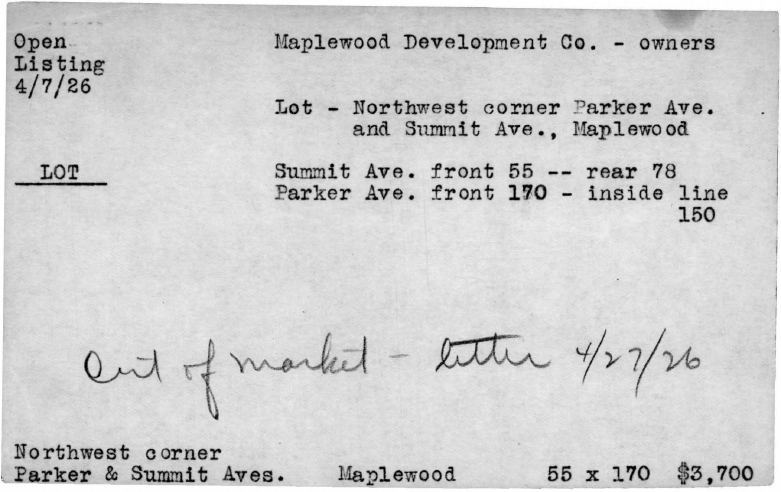 Open
Listing
4/7/26
Maplewood Development Co. - owners
Lot - Northwest corner Parker Ave.
and Summit Ave., Maplewood
LOT
Summit Ave. front 55 -- rear 78
Parker Ave. front 170 - inside line
150
Out of market - letter 4/27/26
Northwest corner
Parker & Summit Aves. Maplewood 55 x 170 $3,700